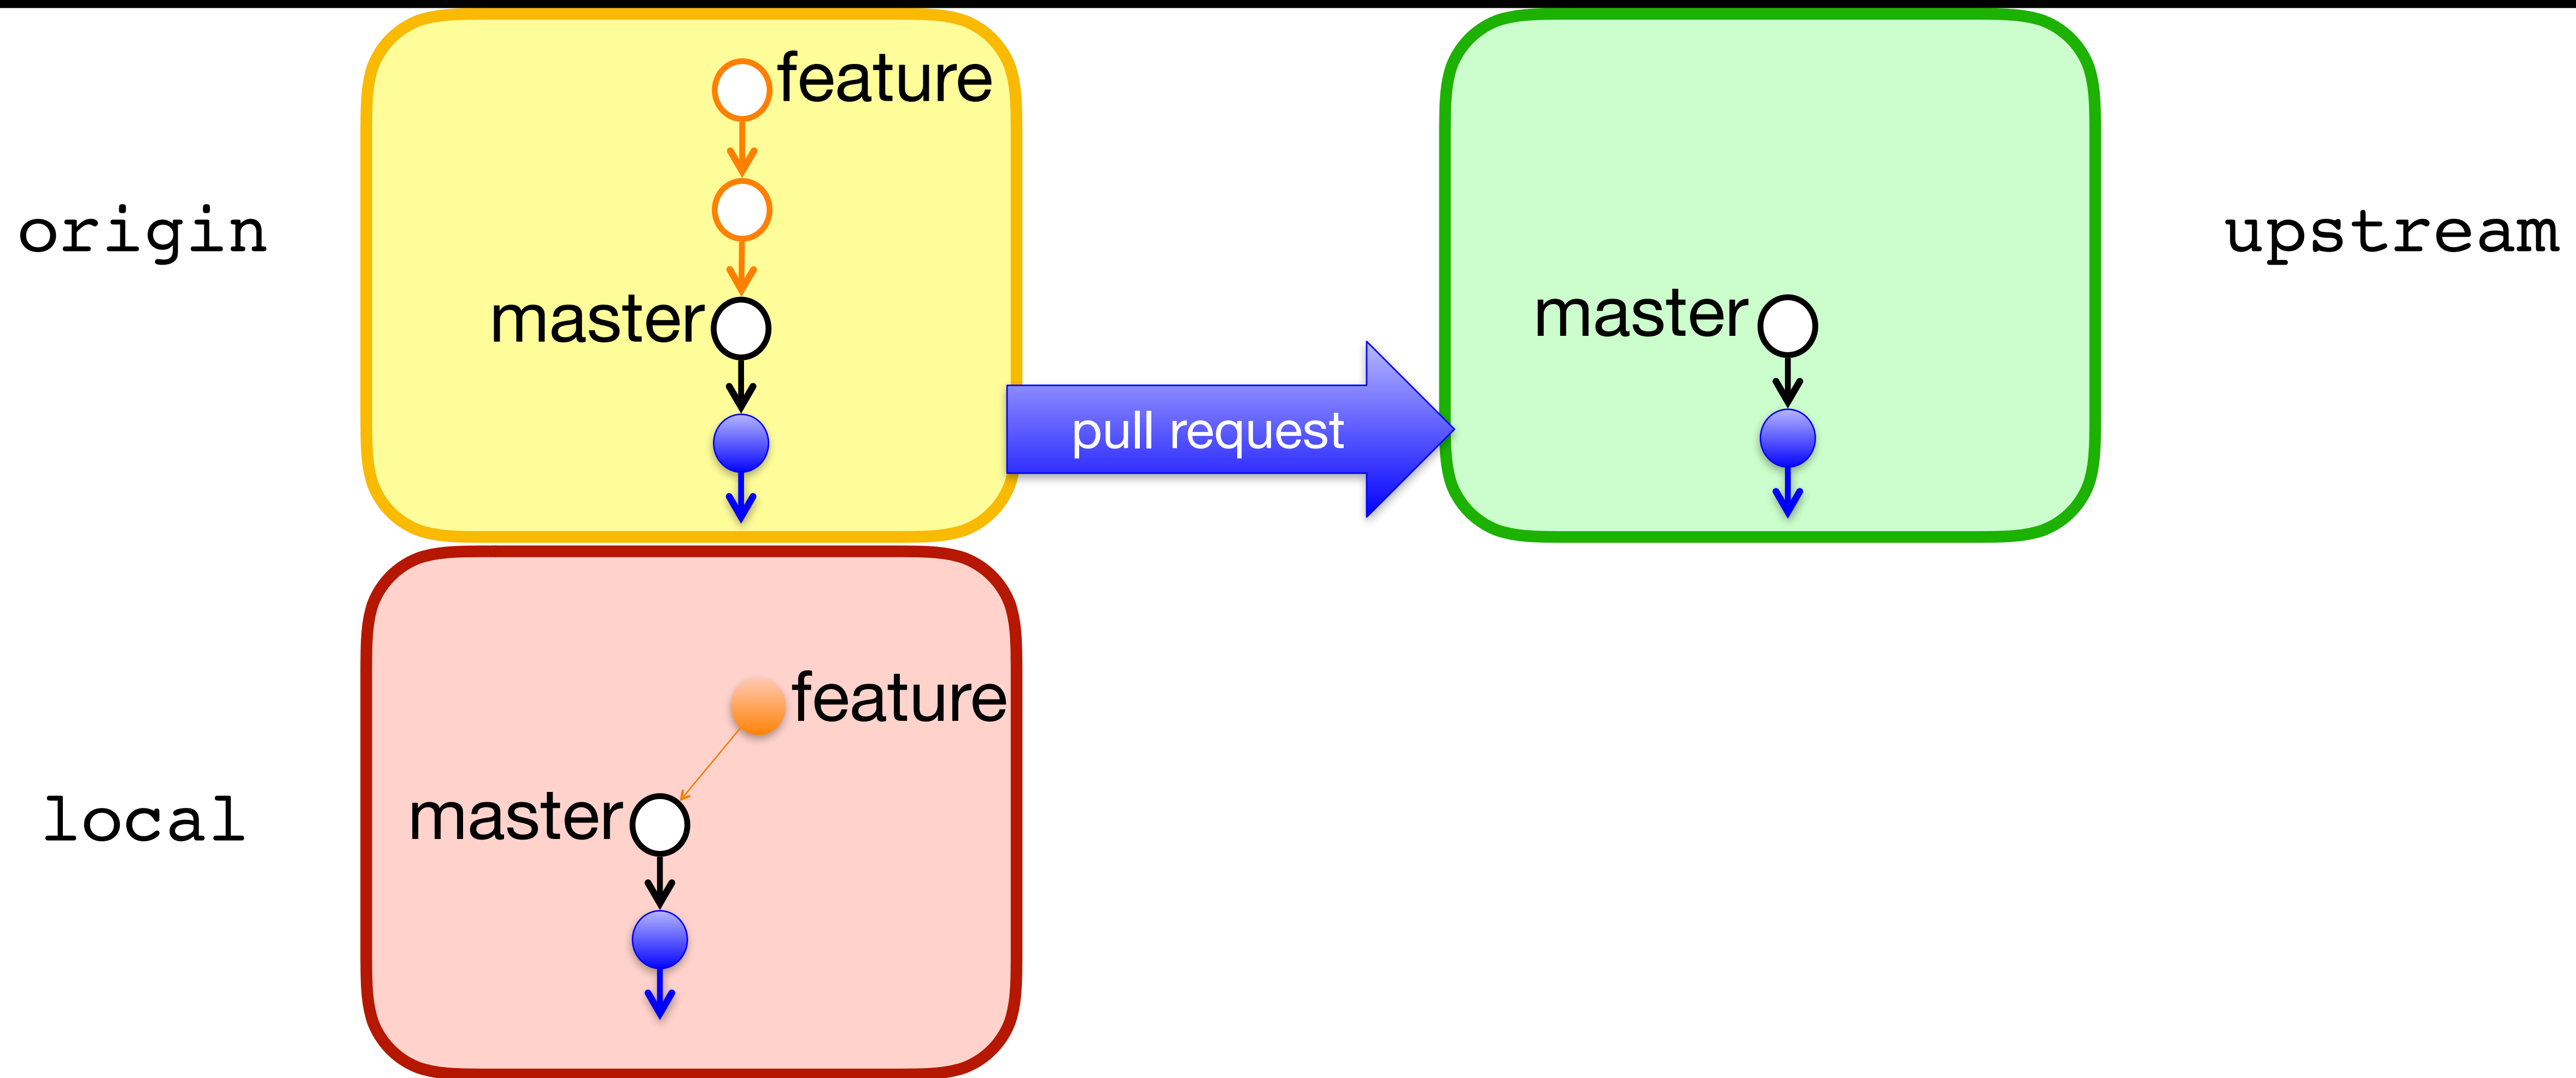 feature
origin
upstream
master
master
pull request
feature
local
master